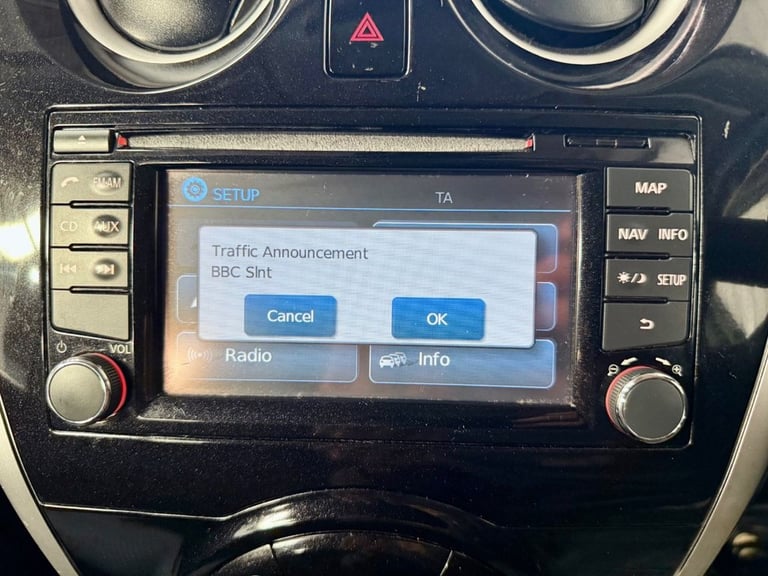 SETUP
TA
Traffic Announcement
BBC Slnt
Cancel
OK
Radio
Info
FM·AM
CD
AUX
VOL
MAP
NAV
INFO
SETUP